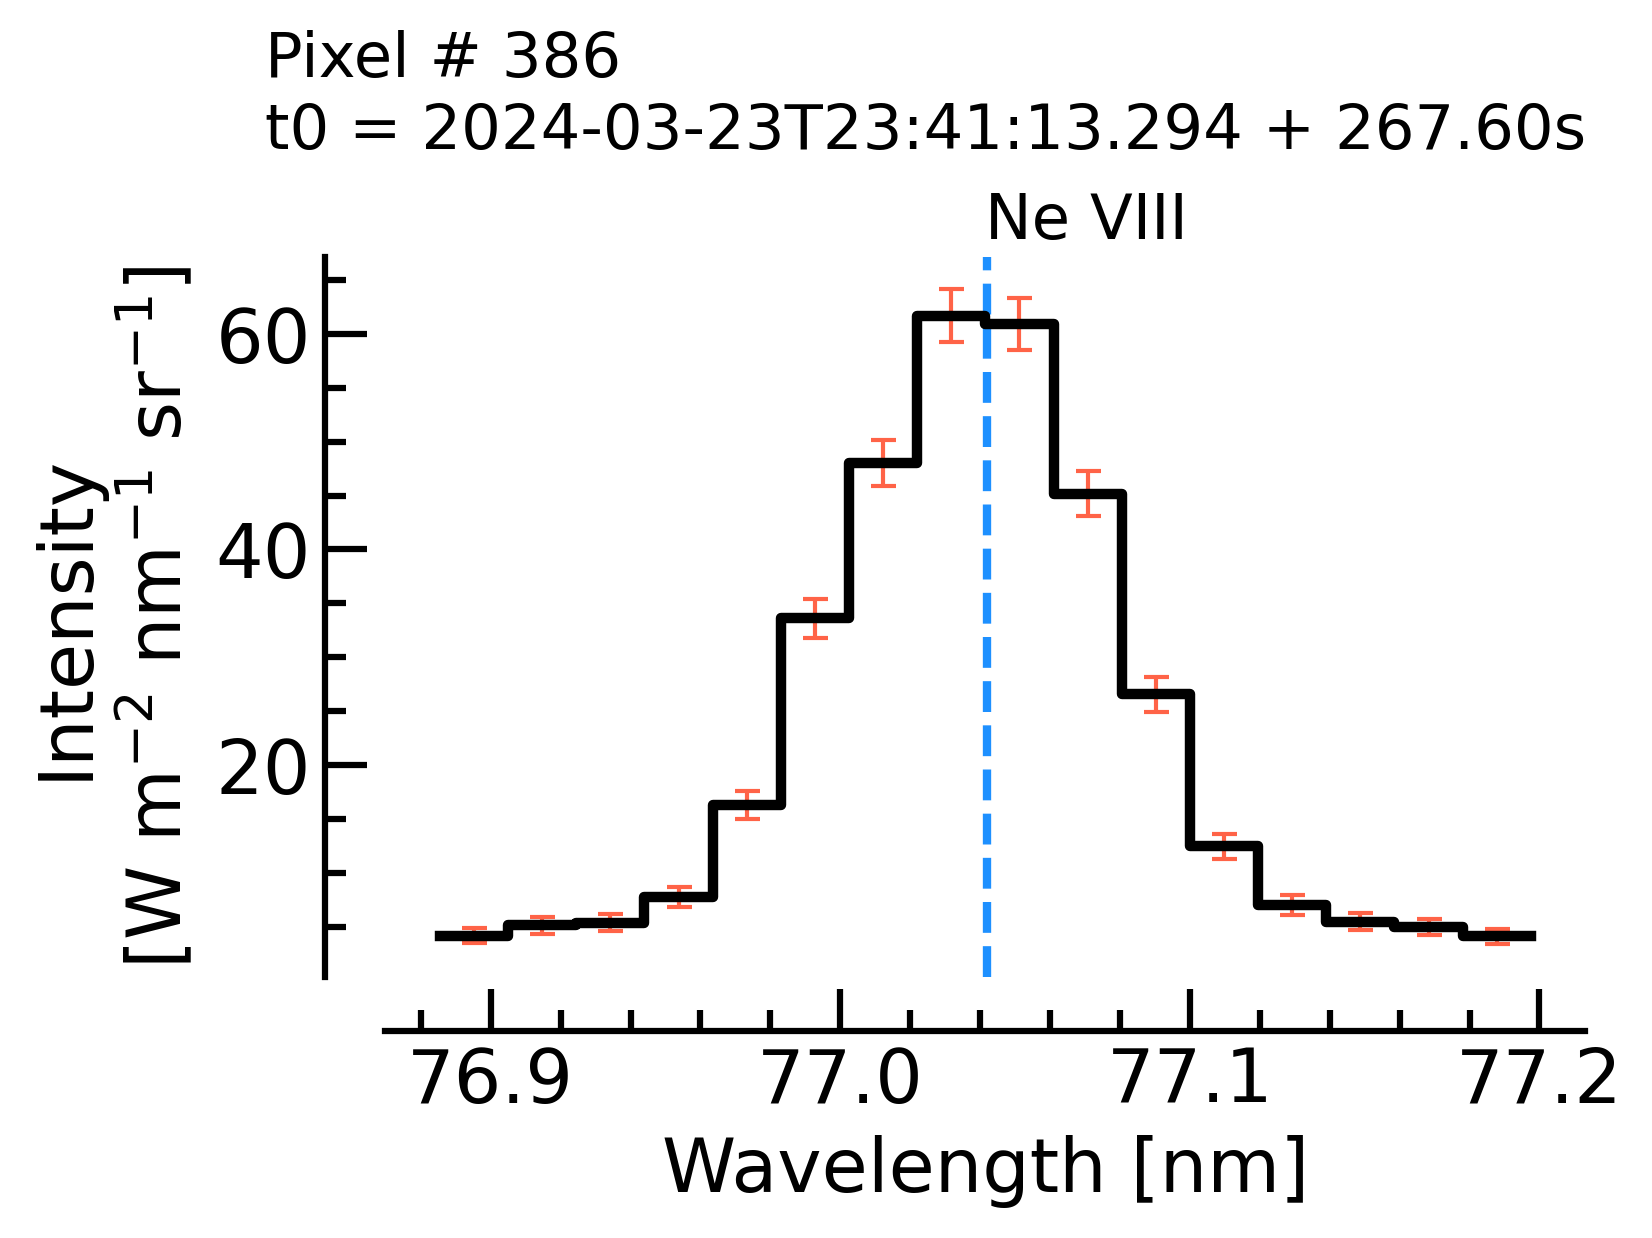 Pixel # 386
t0 = 2024-03-23T23:41:13.294 + 267.60s
Ne VIII
Intensity
[W m⁻² nm⁻¹ sr⁻¹]
60
40
20
76.9 77.0 77.1 77.2
Wavelength [nm]